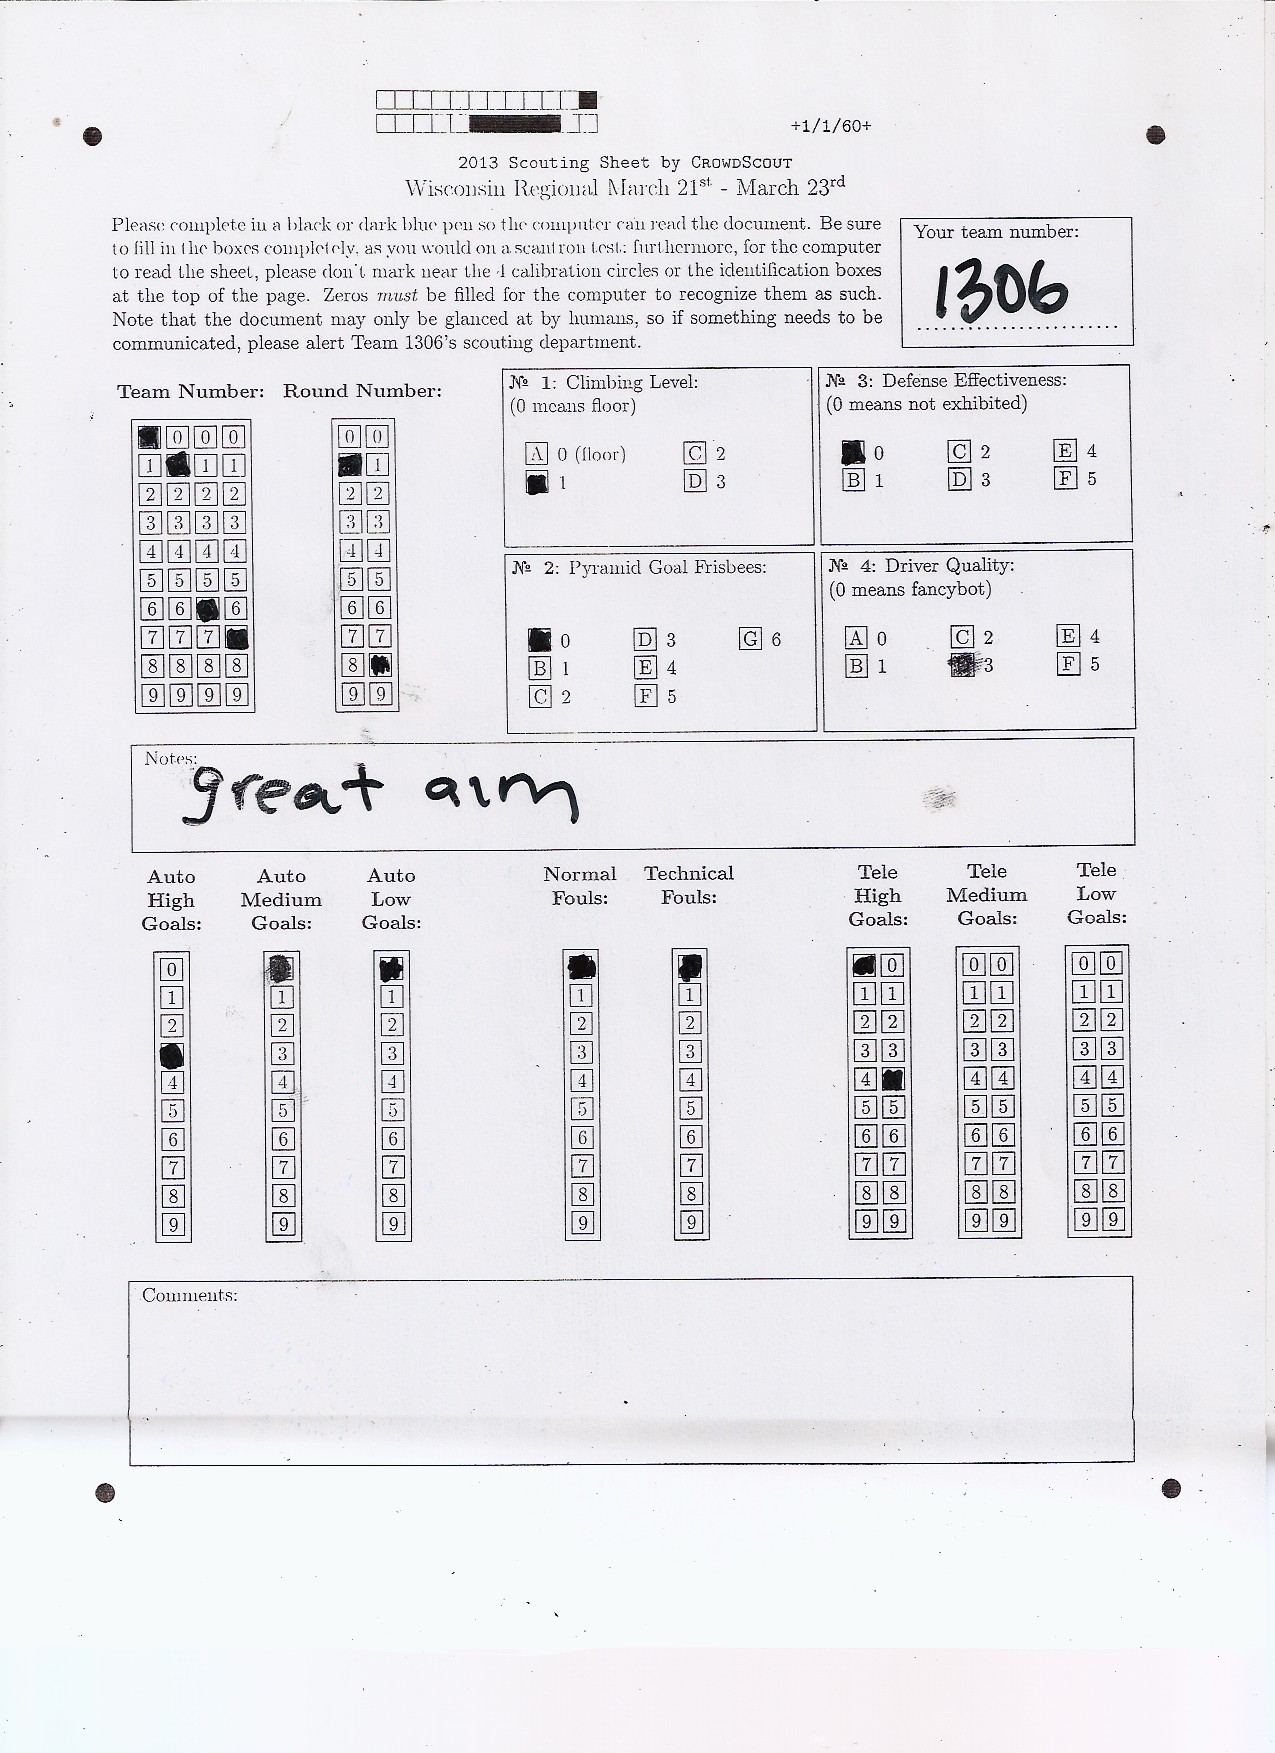 +1/1/60+
2013 Scouting Sheet by CROWDSCOUT
Wisconsin Regional March 21st - March 23rd
Please complete in a black or dark blue pen so the computer can read the document. Be sure
to fill in the boxes completely, as you would on a scantron test; furthermore, for the computer
to read the sheet, please don't mark near the 4 calibration circles or the identification boxes
at the top of the page. Zeros must be filled for the computer to recognize them as such.
Note that the document may only be glanced at by humans, so if something needs to be
communicated, please alert Team 1306's scouting department.
Your team number:
1306
Team Number: Round Number:
0 0 0 0 0
1 1 1 1
2 2 2 2 2 2
3 3 3 3 3 3
4 4 4 4 4 4
5 5 5 5 5 5
6 6 6 6 6
7 7 7 7 7
8 8 8 8 8
9 9 9 9 9 9
№ 1: Climbing Level:
(0 means floor)
A 0 (floor) C 2
1 D 3
№ 3: Defense Effectiveness:
(0 means not exhibited)
0 C 2 E 4
B 1 D 3 F 5
№ 2: Pyramid Goal Frisbees:
0 D 3 G 6
B 1 E 4
C 2 F 5
№ 4: Driver Quality:
(0 means fancybot)
A 0 C 2 E 4
B 1 3 F 5
Notes:
great aim
Auto High Goals:
0
1
2
4
5
6
7
8
9
Auto Medium Goals:
1
2
3
4
5
6
7
8
9
Auto Low Goals:
1
2
3
4
5
6
7
8
9
Normal Fouls:
1
2
3
4
5
6
7
8
9
Technical Fouls:
1
2
3
4
5
6
7
8
9
Tele High Goals:
0
1 1
2 2
3 3
4
5 5
6 6
7 7
8 8
9 9
Tele Medium Goals:
0 0
1 1
2 2
3 3
4 4
5 5
6 6
7 7
8 8
9 9
Tele Low Goals:
0 0
1 1
2 2
3 3
4 4
5 5
6 6
7 7
8 8
9 9
Comments: